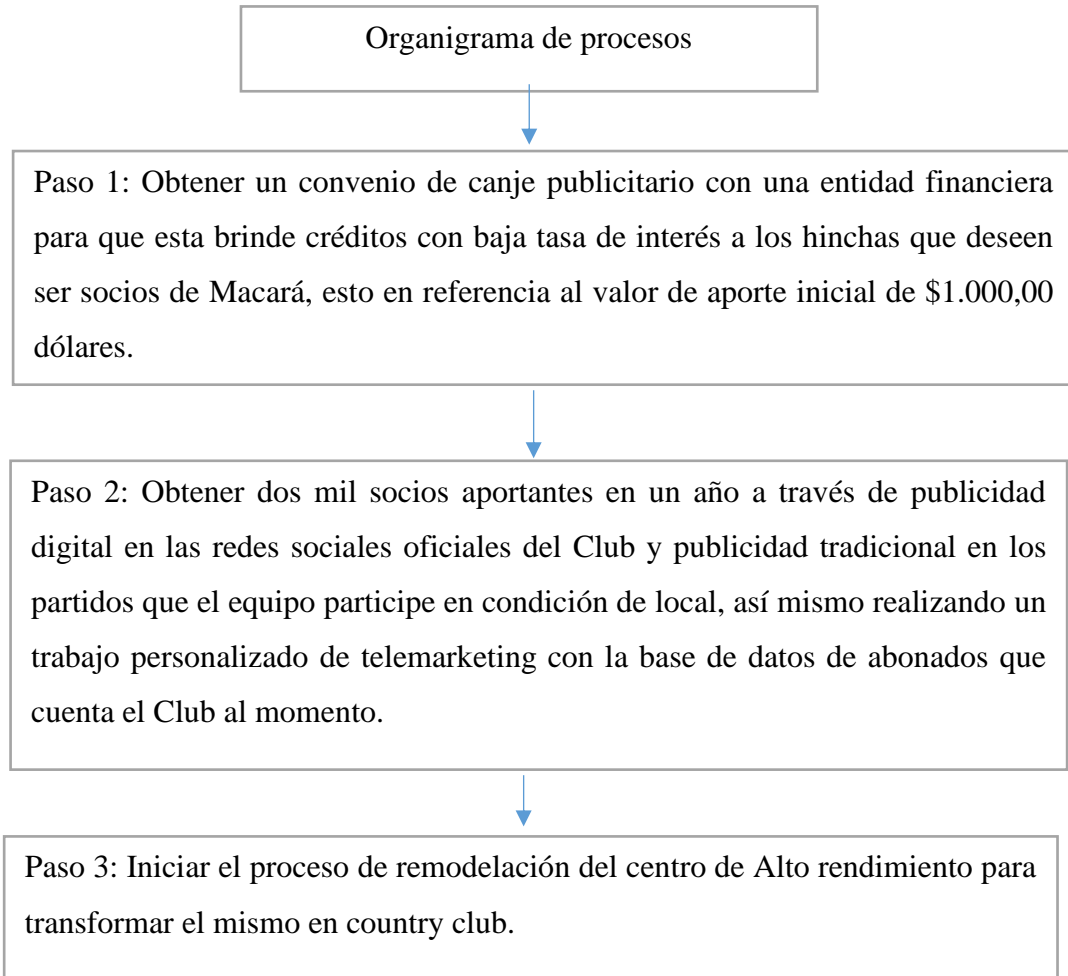 Organigrama de procesos
Paso 1: Obtener un convenio de canje publicitario con una entidad financiera
para que esta brinde créditos con baja tasa de interés a los hinchas que deseen
ser socios de Macará, esto en referencia al valor de aporte inicial de $1.000,00
dólares.
Paso 2: Obtener dos mil socios aportantes en un año a través de publicidad
digital en las redes sociales oficiales del Club y publicidad tradicional en los
partidos que el equipo participe en condición de local, así mismo realizando un
trabajo personalizado de telemarketing con la base de datos de abonados que
cuenta el Club al momento.
Paso 3: Iniciar el proceso de remodelación del centro de Alto rendimiento para
transformar el mismo en country club.